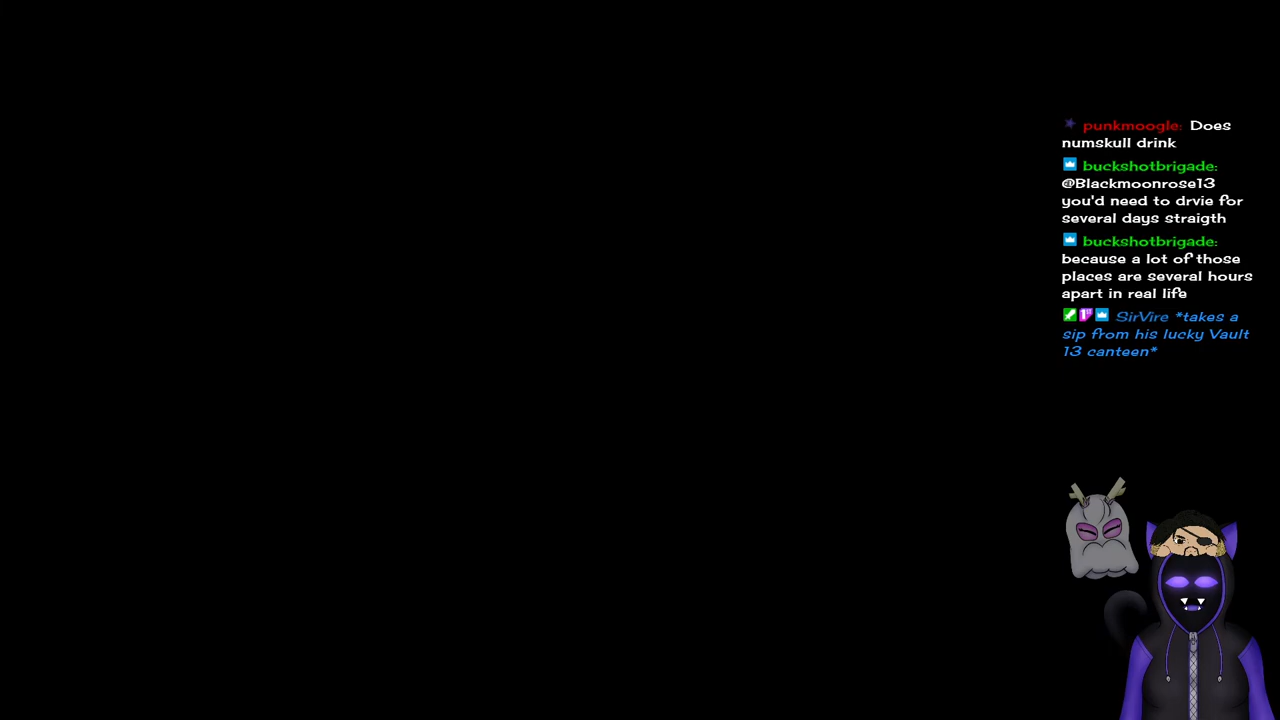 punkmoogle: Does
numskull drink
buckshotbrigade:
@Blackmoonrose13
you'd need to drvie for
several days straigth
buckshotbrigade:
because a lot of those
places are several hours
apart in real life
SirVire *takes a
sip from his lucky Vault
13 canteen*